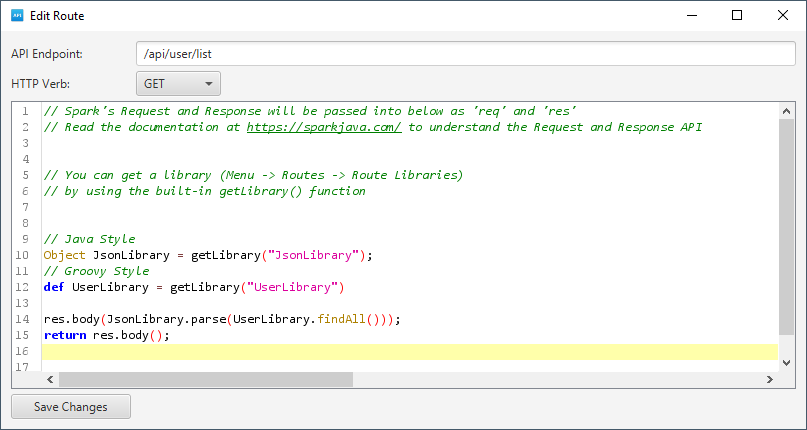 API Edit Route
API Endpoint: /api/user/list
HTTP Verb: GET
1 // Spark's Request and Response will be passed into below as 'req' and 'res'
2 // Read the documentation at https://sparkjava.com/ to understand the Request and Response API
3
4
5 // You can get a library (Menu -> Routes -> Route Libraries)
6 // by using the built-in getLibrary() function
7
8
9 // Java Style
10 Object JsonLibrary = getLibrary("JsonLibrary");
11 // Groovy Style
12 def UserLibrary = getLibrary("UserLibrary")
13
14 res.body(JsonLibrary.parse(UserLibrary.findAll()));
15 return res.body();
16
17
Save Changes